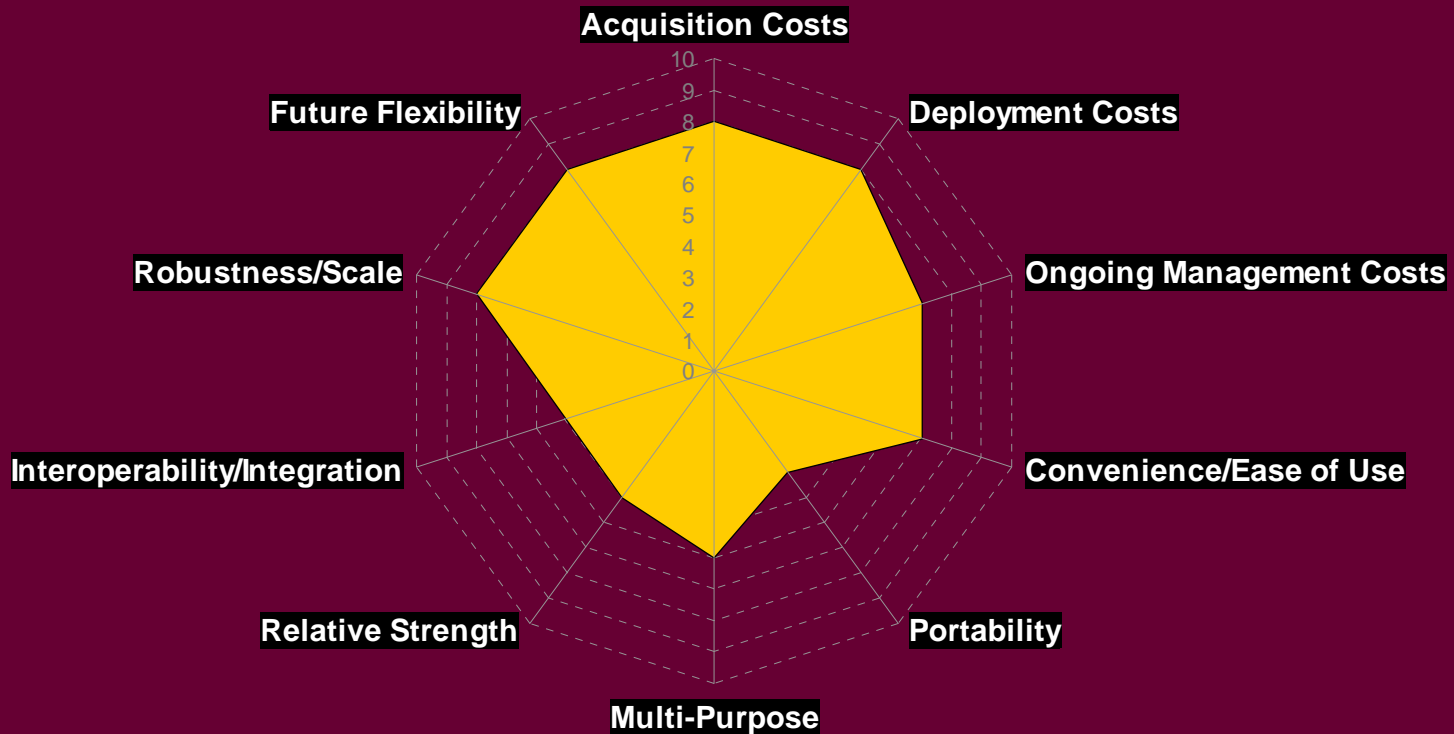 Acquisition Costs
10
9
8
7
6
5
4
3
2
1
0
Future Flexibility
Deployment Costs
Robustness/Scale
Ongoing Management Costs
Interoperability/Integration
Convenience/Ease of Use
Relative Strength
Portability
Multi-Purpose